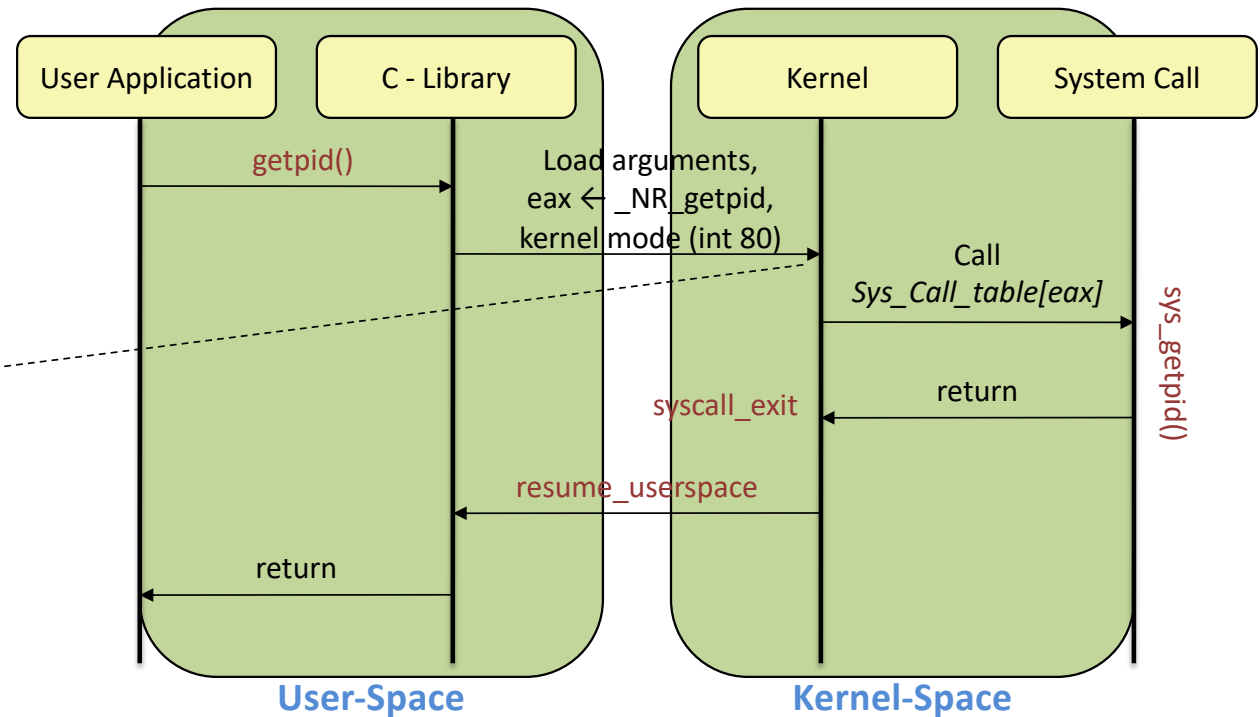 User Application
C - Library
Kernel
System Call
getpid()
Load arguments,
eax ← _NR_getpid,
kernel mode (int 80)
Call
Sys_Call_table[eax]
sys_getpid()
return
syscall_exit
resume_userspace
return
User-Space
Kernel-Space